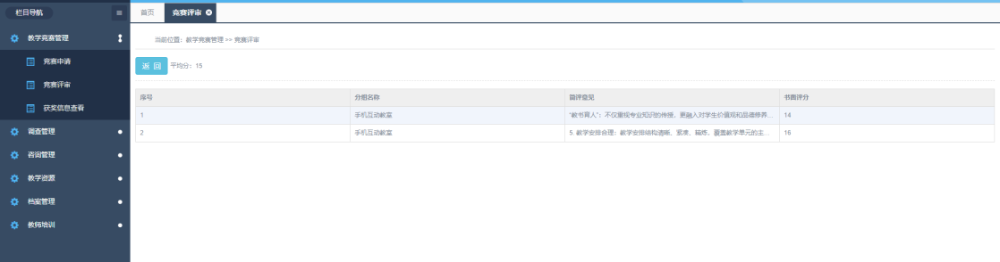 栏目导航
首页
竞赛评审
教学竞赛管理
当前位置：教学竞赛管理 >> 竞赛评审
竞赛申请
返 回 平均分：15
竞赛评审
序号 分组名称 篇评意见 书面评分
获奖信息查看
1 手机互动教室 “教书育人”：不仅重视专业知识的传授，更融入对学生价值观和品德修养... 14
调查管理
2 手机互动教室 5. 教学安排合理：教学安排结构清晰、紧凑、精炼，覆盖教学单元的主... 16
咨询管理
教学资源
档案管理
教师培训